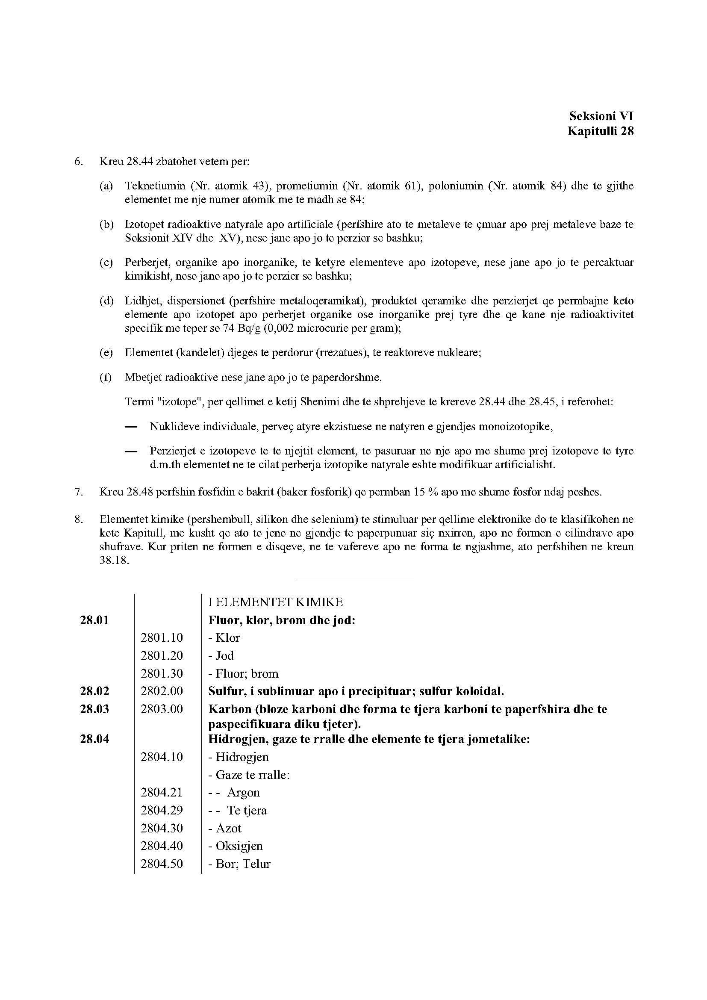 Seksioni VI
Kapitulli 28
6. Kreu 28.44 zbatohet vetem per:
(a) Teknetiumin (Nr. atomik 43), prometiumin (Nr. atomik 61), poloniumin (Nr. atomik 84) dhe te gjithe
elementet me nje numer atomik me te madh se 84;
(b) Izotopet radioaktive natyrale apo artificiale (perfshire ato te metaleve te çmuar apo prej metaleve baze te
Seksionit XIV dhe XV), nese jane apo jo te perzier se bashku;
(c) Perberjet, organike apo inorganike, te ketyre elementeve apo izotopeve, nese jane apo jo te percaktuar
kimikisht, nese jane apo jo te perzier se bashku;
(d) Lidhjet, dispersionet (perfshire metaloqeramikat), produktet qeramike dhe perzierjet qe permbajne keto
elemente apo izotopet apo perberjet organike ose inorganike prej tyre dhe qe kane nje radioaktivitet
specifik me teper se 74 Bq/g (0,002 microcurie per gram);
(e) Elementet (kandelet) djeges te perdorur (rrezatues), te reaktoreve nukleare;
(f) Mbetjet radioaktive nese jane apo jo te paperdorshme.
Termi "izotope", per qellimet e ketij Shenimi dhe te shprehjeve te krereve 28.44 dhe 28.45, i referohet:
— Nuklideve individuale, perveç atyre ekzistuese ne natyren e gjendjes monoizotopike,
— Perzierjet e izotopeve te te njejtit element, te pasuruar ne nje apo me shume prej izotopeve te tyre
d.m.th elementet ne te cilat perberja izotopike natyrale eshte modifikuar artificialisht.
7. Kreu 28.48 perfshin fosfidin e bakrit (baker fosforik) qe permban 15 % apo me shume fosfor ndaj peshes.
8. Elementet kimike (pershembull, silikon dhe selenium) te stimuluar per qellime elektronike do te klasifikohen ne
kete Kapitull, me kusht qe ato te jene ne gjendje te paperpunuar siç nxirren, apo ne formen e cilindrave apo
shufrave. Kur priten ne formen e disqeve, ne te vafereve apo ne forma te ngjashme, ato perfshihen ne kreun
38.18.
I ELEMENTET KIMIKE
28.01 Fluor, klor, brom dhe jod:
2801.10 - Klor
2801.20 - Jod
2801.30 - Fluor; brom
28.02 2802.00 Sulfur, i sublimuar apo i precipituar; sulfur koloidal.
28.03 2803.00 Karbon (bloze karboni dhe forma te tjera karboni te paperfshira dhe te
paspecifikuara diku tjeter).
28.04 Hidrogjen, gaze te rralle dhe elemente te tjera jometalike:
2804.10 - Hidrogjen
- Gaze te rralle:
2804.21 - - Argon
2804.29 - - Te tjera
2804.30 - Azot
2804.40 - Oksigjen
2804.50 - Bor; Telur